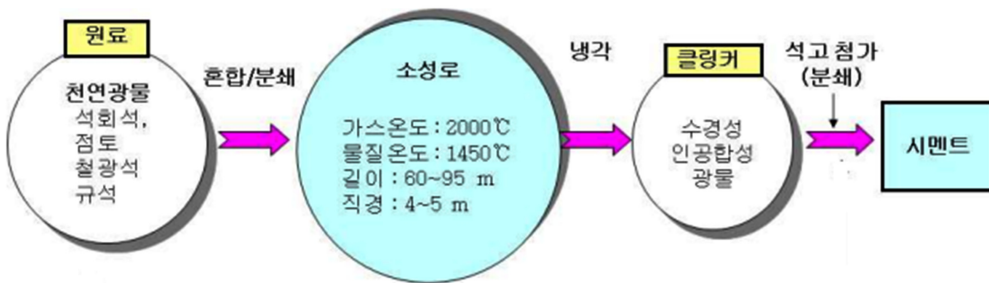 원료
천연광물
석회석,
점토
철광석
규석
혼합/분쇄
소성로
가스온도 : 2000℃
물질온도 : 1450℃
길이 : 60~95 m
직경 : 4~5 m
냉각
클링커
수경성
인공합성
광물
석고 첨가
(분쇄)
시멘트